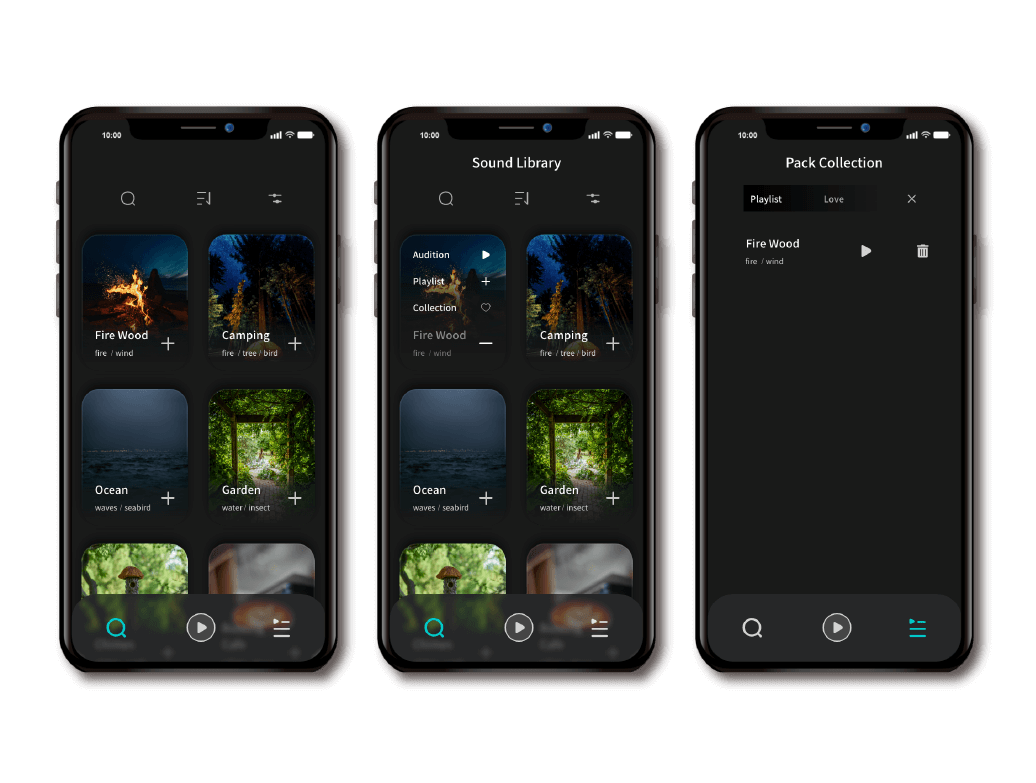 10:00
Fire Wood
fire / wind
Camping
fire / tree / bird
Ocean
waves / seabird
Garden
water / insect
10:00
Sound Library
Audition
Playlist
Collection
Fire Wood
fire / wind
Camping
fire / tree / bird
Ocean
waves / seabird
Garden
water / insect
10:00
Pack Collection
Playlist Love
Fire Wood
fire / wind